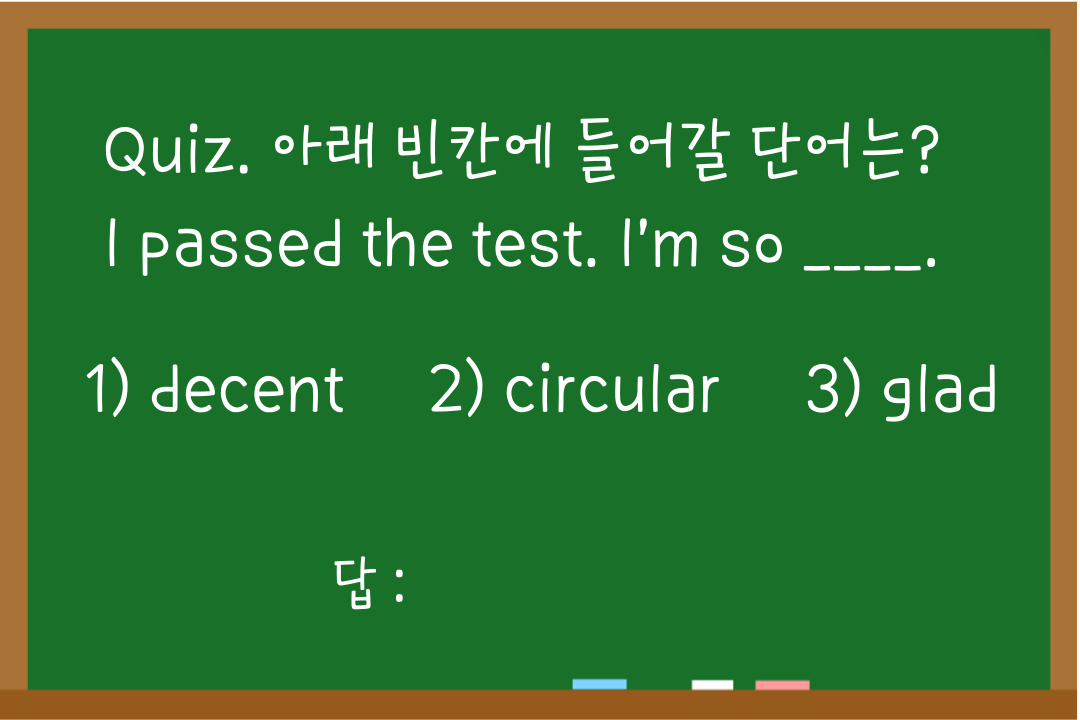 Quiz. 아래 빈칸에 들어갈 단어는?
I passed the test. I'm so ____.
1) decent 2) circular 3) glad
답 :